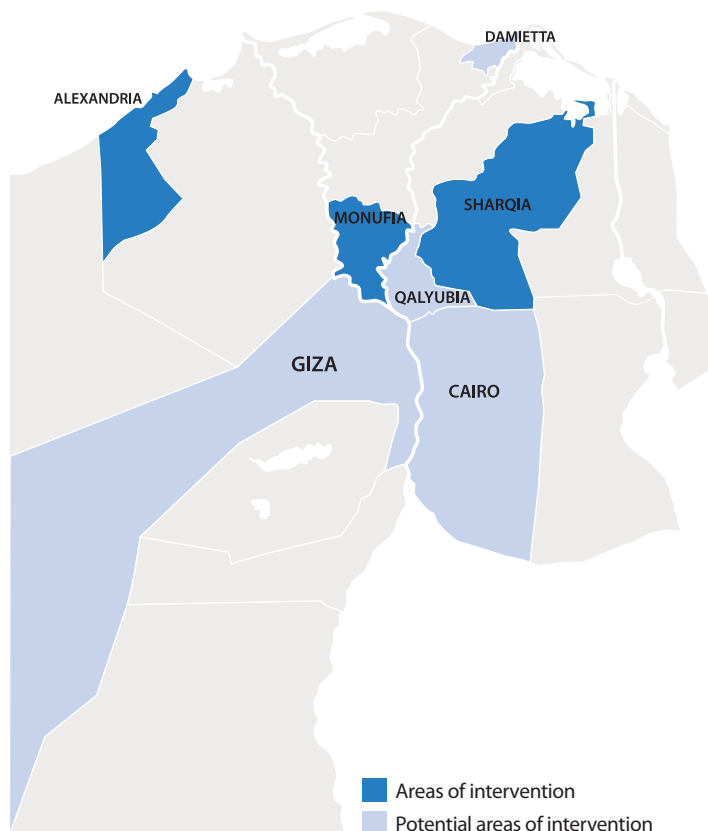 DAMIETTA
ALEXANDRIA
SHARQIA
MONUFIA
QALYUBIA
GIZA
CAIRO
Areas of intervention
Potential areas of intervention